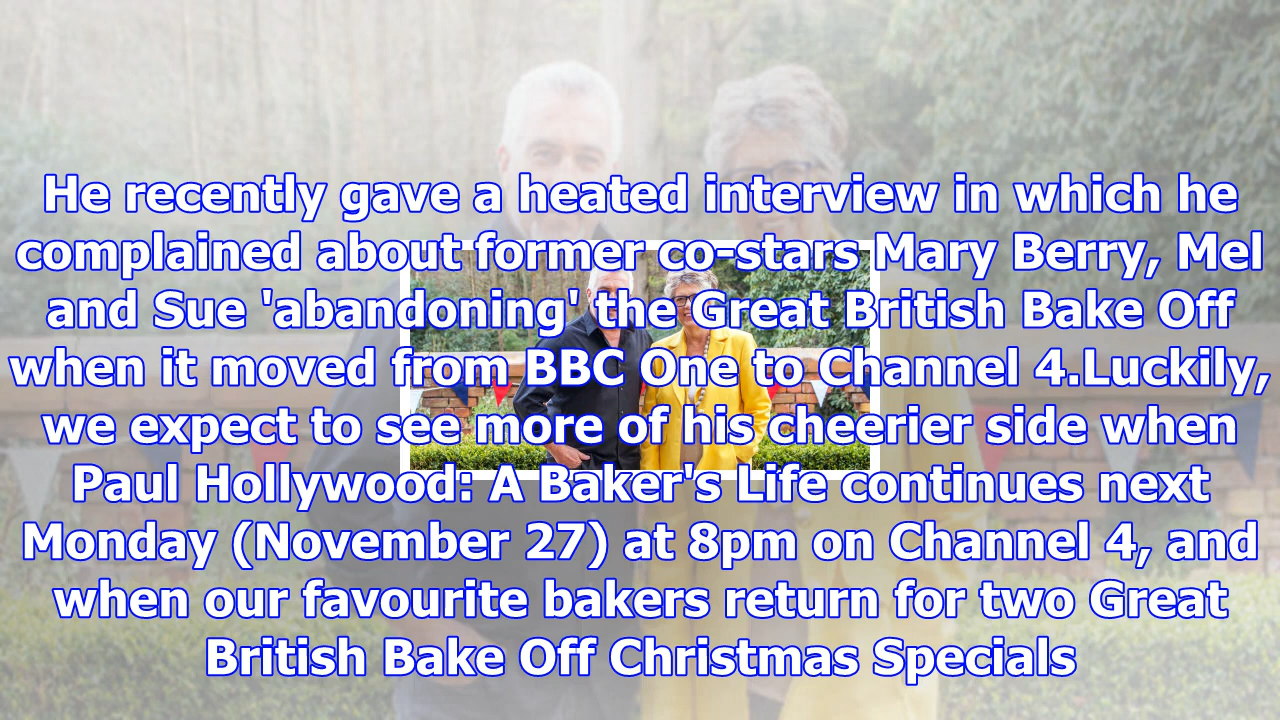 He recently gave a heated interview in which he
complained about former co-stars Mary Berry, Mel
and Sue 'abandoning' the Great British Bake Off
when it moved from BBC One to Channel 4.Luckily,
we expect to see more of his cheerier side when
Paul Hollywood: A Baker's Life continues next
Monday (November 27) at 8pm on Channel 4, and
when our favourite bakers return for two Great
British Bake Off Christmas Specials